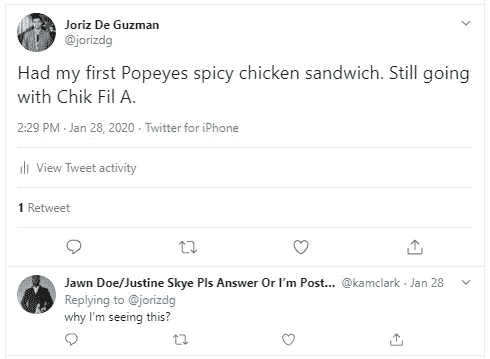 Joriz De Guzman
@jorizdg
Had my first Popeyes spicy chicken sandwich. Still going
with Chik Fil A.
2:29 PM · Jan 28, 2020 · Twitter for iPhone
View Tweet activity
1 Retweet
Jawn Doe/Justine Skye Pls Answer Or I'm Post... @kamclark · Jan 28
Replying to @jorizdg
why I'm seeing this?